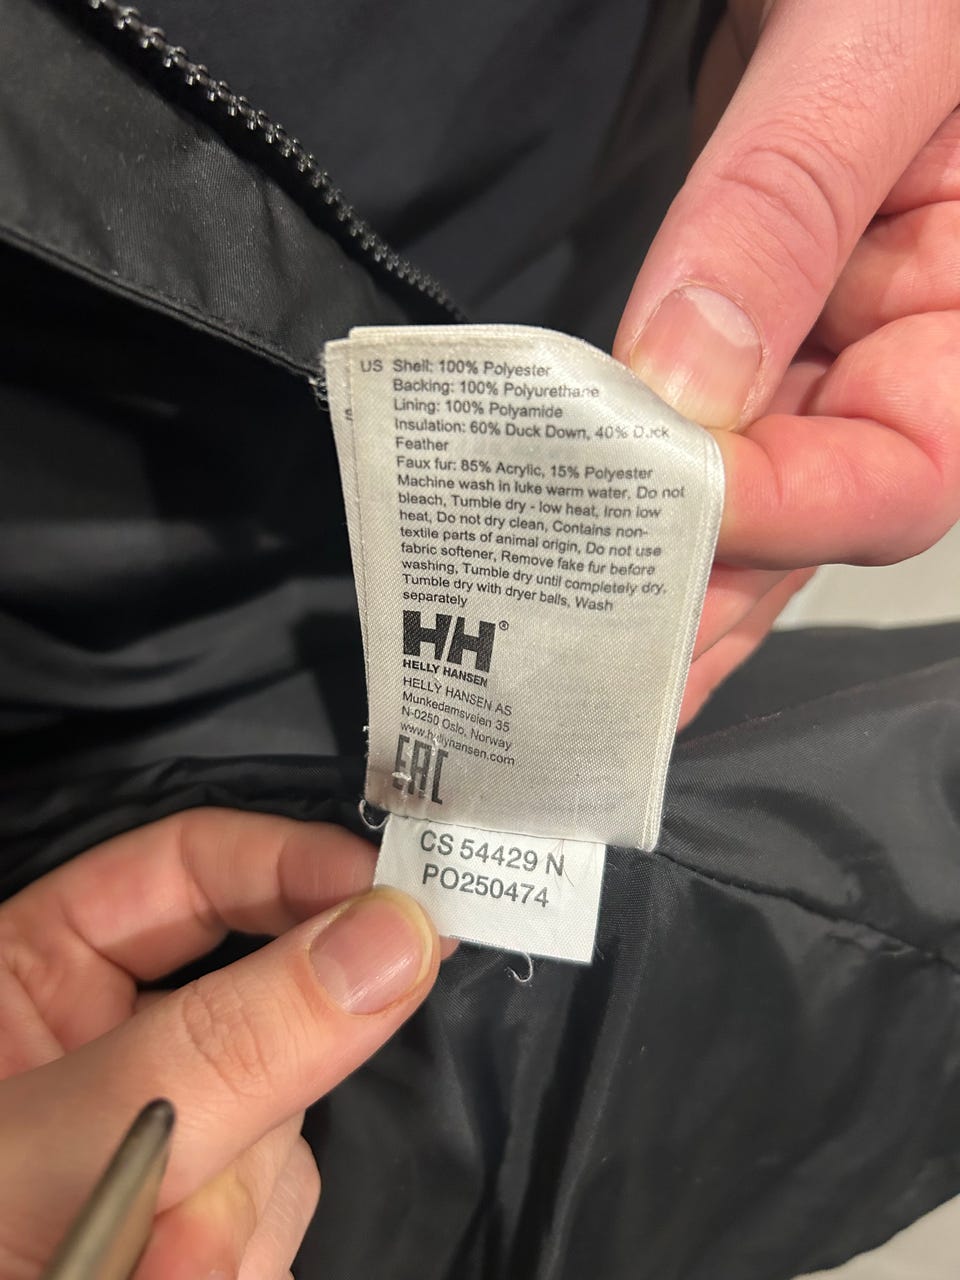 US Shell: 100% Polyester
Backing: 100% Polyurethane
Lining: 100% Polyamide
Insulation: 60% Duck Down, 40% Duck
Feather
Faux fur: 85% Acrylic, 15% Polyester
Machine wash in luke warm water, Do not
bleach, Tumble dry - low heat, Iron low
heat, Do not dry clean, Contains non-
textile parts of animal origin, Do not use
fabric softener, Remove fake fur before
washing, Tumble dry until completely dry,
Tumble dry with dryer balls, Wash
separately
HH®
HELLY HANSEN
HELLY HANSEN AS
Munkedamsveien 35
N-0250 Oslo, Norway
www.hellyhansen.com
EAC
CS 54429 N
PO250474